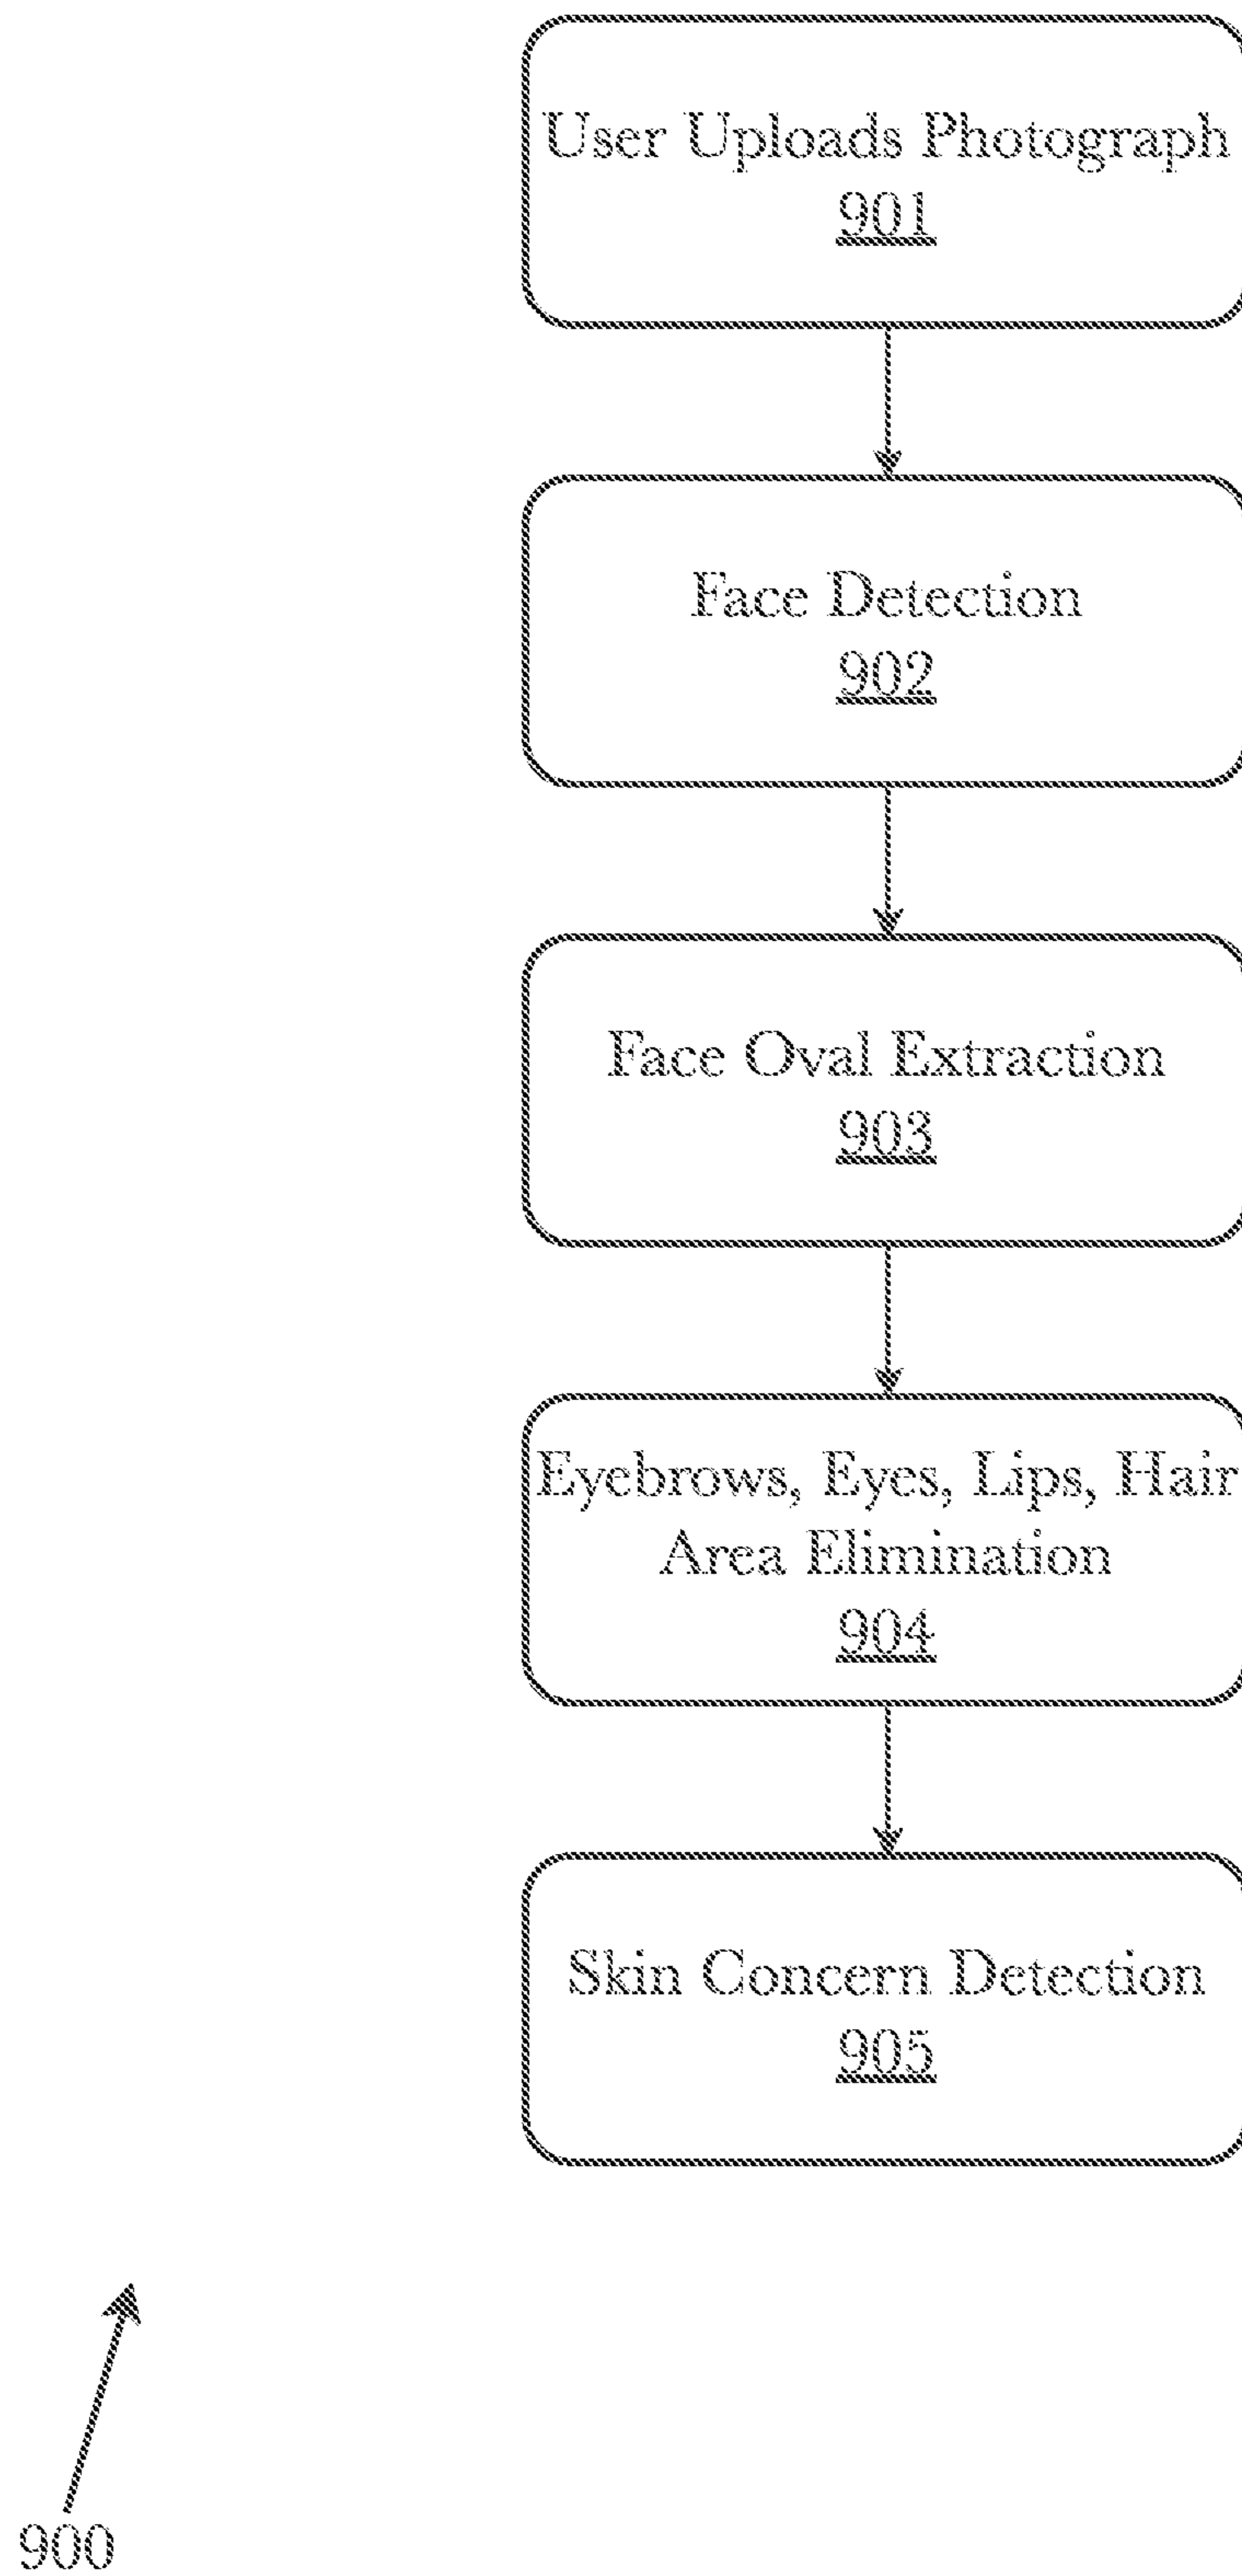 User Uploads Photograph
901
Face Detection
902
Face Oval Extraction
903
Eyebrows, Eyes, Lips, Hair
Area Elimination
904
Skin Concern Detection
905
900